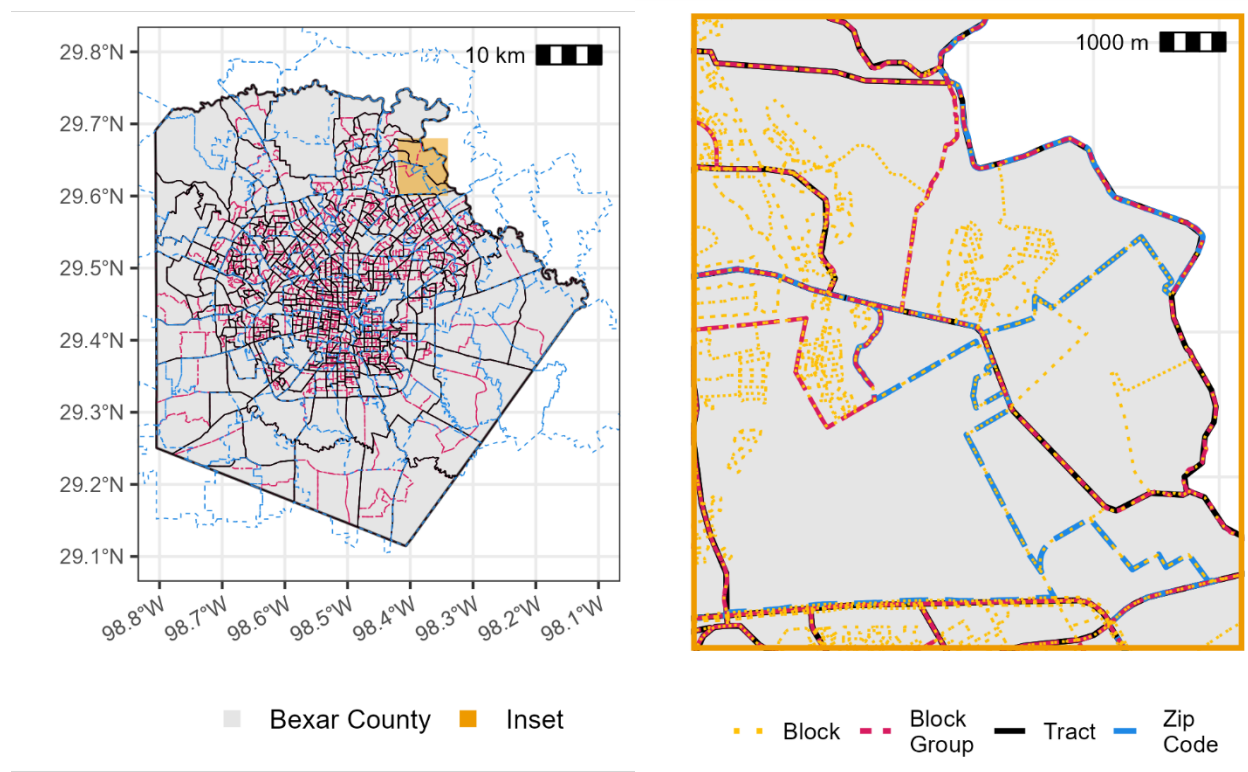 10 km
29.8°N
29.7°N
29.6°N
29.5°N
29.4°N
29.3°N
29.2°N
29.1°N
98.8°W
98.7°W
98.6°W
98.5°W
98.4°W
98.3°W
98.2°W
98.1°W
Bexar County
Inset
1000 m
Block
Block
Group
Tract
Zip
Code